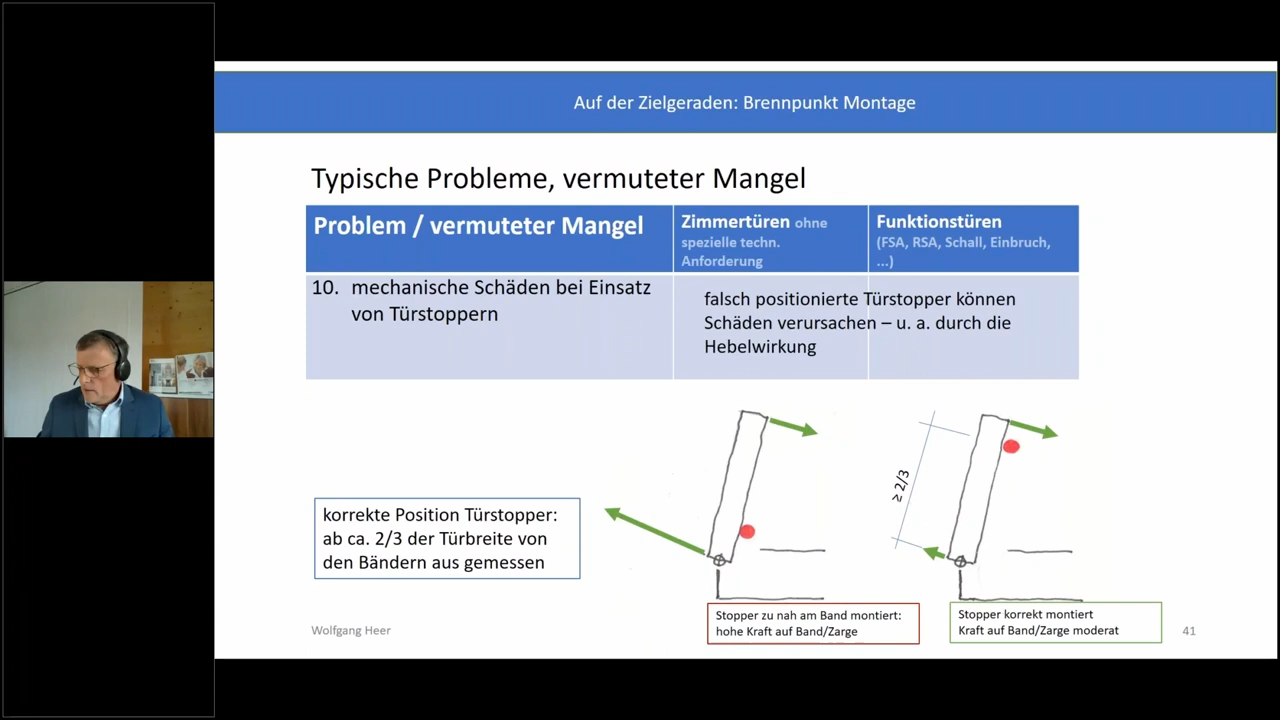 Auf der Zielgeraden: Brennpunkt Montage
Typische Probleme, vermuteter Mangel
Problem / vermuteter Mangel
Zimmertüren ohne
spezielle techn.
Anforderung
Funktionstüren
(FSA, RSA, Schall, Einbruch,
...)
10. mechanische Schäden bei Einsatz
von Türstoppern
falsch positionierte Türstopper können
Schäden verursachen – u. a. durch die
Hebelwirkung
≥ 2/3
korrekte Position Türstopper:
ab ca. 2/3 der Türbreite von
den Bändern aus gemessen
Stopper zu nah am Band montiert:
hohe Kraft auf Band/Zarge
Stopper korrekt montiert
Kraft auf Band/Zarge moderat
Wolfgang Heer
41